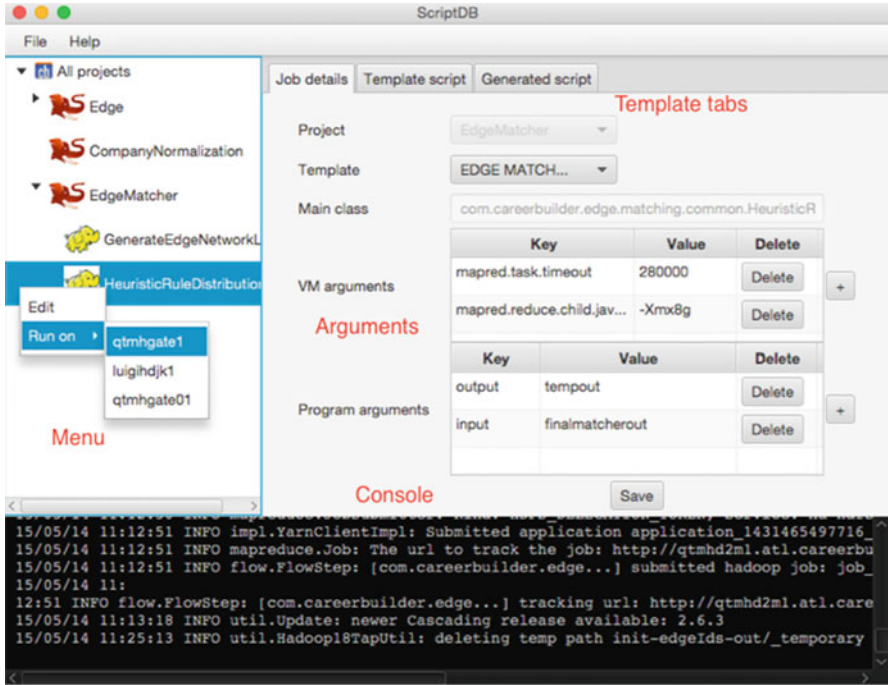 ScriptDB
File Help
All projects
Edge
CompanyNormalization
EdgeMatcher
GenerateEdgeNetworkL
HeuristicRuleDistribution
Edit
Run on
qtmhgate1
luigihdjk1
qtmhgate01
Menu
Job details Template script Generated script
Template tabs
Project EdgeMatcher
Template EDGE MATCH...
Main class com.careerbuilder.edge.matching.common.HeuristicR
VM arguments
Key Value Delete
mapred.task.timeout 280000 Delete
mapred.reduce.child.jav... -Xmx8g Delete
+
Arguments
Program arguments
Key Value Delete
output tempout Delete
input finalmatcherout Delete
+
Console
Save
15/05/14 11:12:51 INFO impl.YarnClientImpl: Submitted application application_1431465497716_
15/05/14 11:12:51 INFO mapreduce.Job: The url to track the job: http://qtmhd2m1.atl.careerbu
15/05/14 11:12:51 INFO flow.FlowStep: [com.careerbuilder.edge...] submitted hadoop job: job_
15/05/14 11:
12:51 INFO flow.FlowStep: [com.careerbuilder.edge...] tracking url: http://qtmhd2m1.atl.care
15/05/14 11:13:18 INFO util.Update: newer Cascading release available: 2.6.3
15/05/14 11:25:13 INFO util.Hadoop18TapUtil: deleting temp path init-edgeIds-out/_temporary